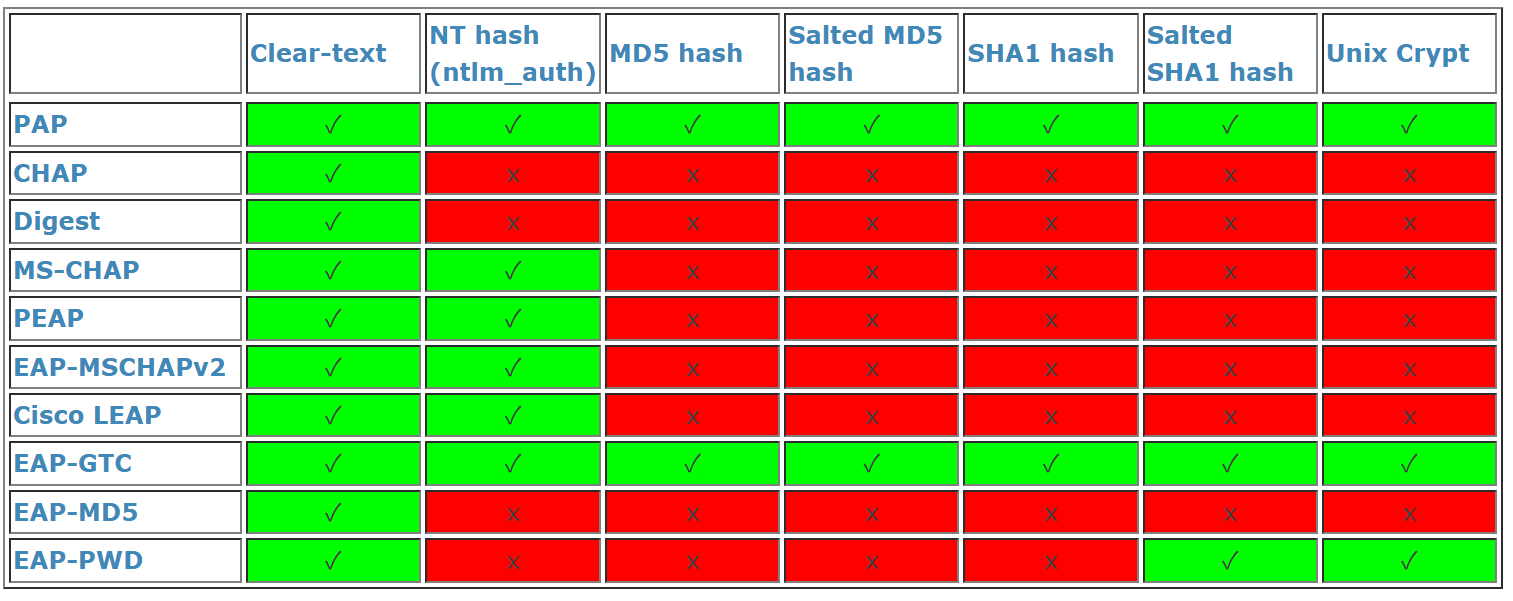 Clear-text NT hash (ntlm_auth) MD5 hash Salted MD5 hash SHA1 hash Salted SHA1 hash Unix Crypt
PAP ✓ ✓ ✓ ✓ ✓ ✓ ✓
CHAP ✓ x x x x x x
Digest ✓ x x x x x x
MS-CHAP ✓ ✓ x x x x x
PEAP ✓ ✓ x x x x x
EAP-MSCHAPv2 ✓ ✓ x x x x x
Cisco LEAP ✓ ✓ x x x x x
EAP-GTC ✓ ✓ ✓ ✓ ✓ ✓ ✓
EAP-MD5 ✓ x x x x x x
EAP-PWD ✓ x x x x ✓ ✓